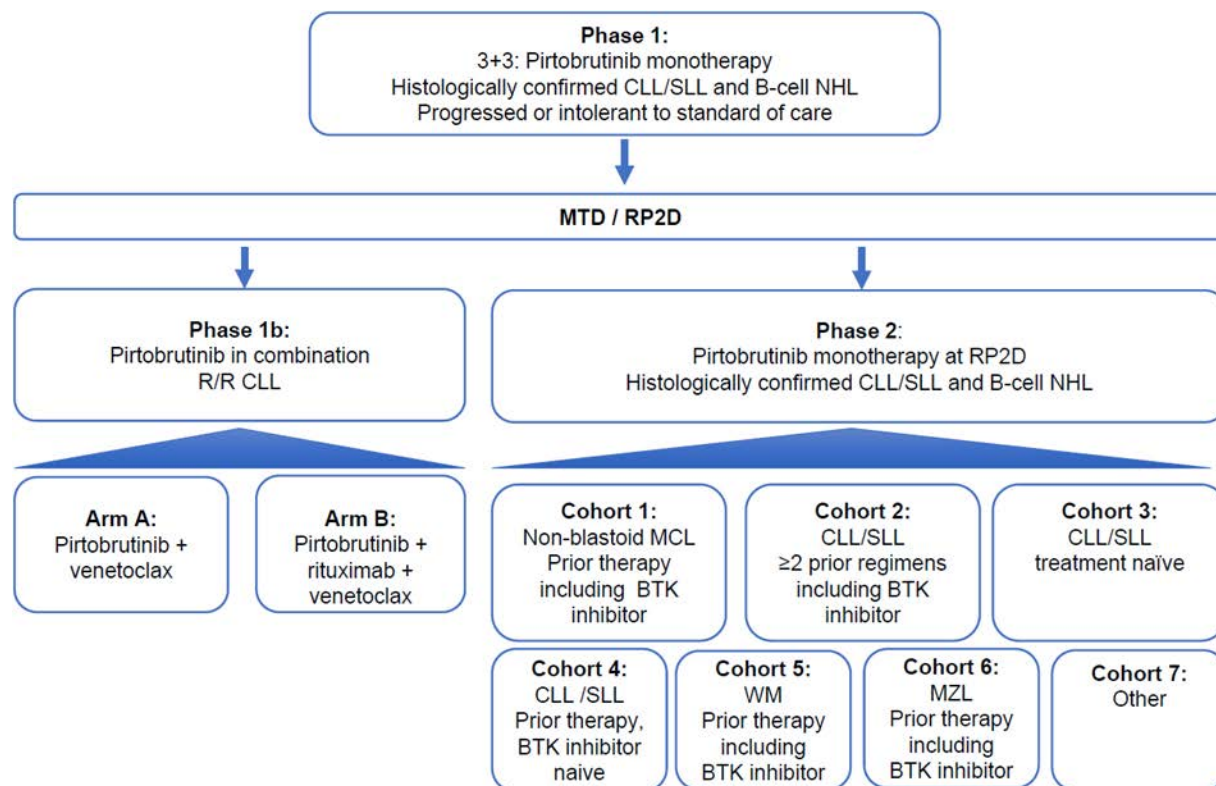 Phase 1:
3+3: Pirtobrutinib monotherapy
Histologically confirmed CLL/SLL and B-cell NHL
Progressed or intolerant to standard of care
MTD / RP2D
Phase 1b:
Pirtobrutinib in combination
R/R CLL
Phase 2:
Pirtobrutinib monotherapy at RP2D
Histologically confirmed CLL/SLL and B-cell NHL
Arm A:
Pirtobrutinib +
venetoclax
Arm B:
Pirtobrutinib +
rituximab +
venetoclax
Cohort 1:
Non-blastoid MCL
Prior therapy
including BTK
inhibitor
Cohort 2:
CLL/SLL
≥2 prior regimens
including BTK
inhibitor
Cohort 3:
CLL/SLL
treatment naïve
Cohort 4:
CLL /SLL
Prior therapy,
BTK inhibitor
naive
Cohort 5:
WM
Prior therapy
including
BTK inhibitor
Cohort 6:
MZL
Prior therapy
including
BTK inhibitor
Cohort 7:
Other